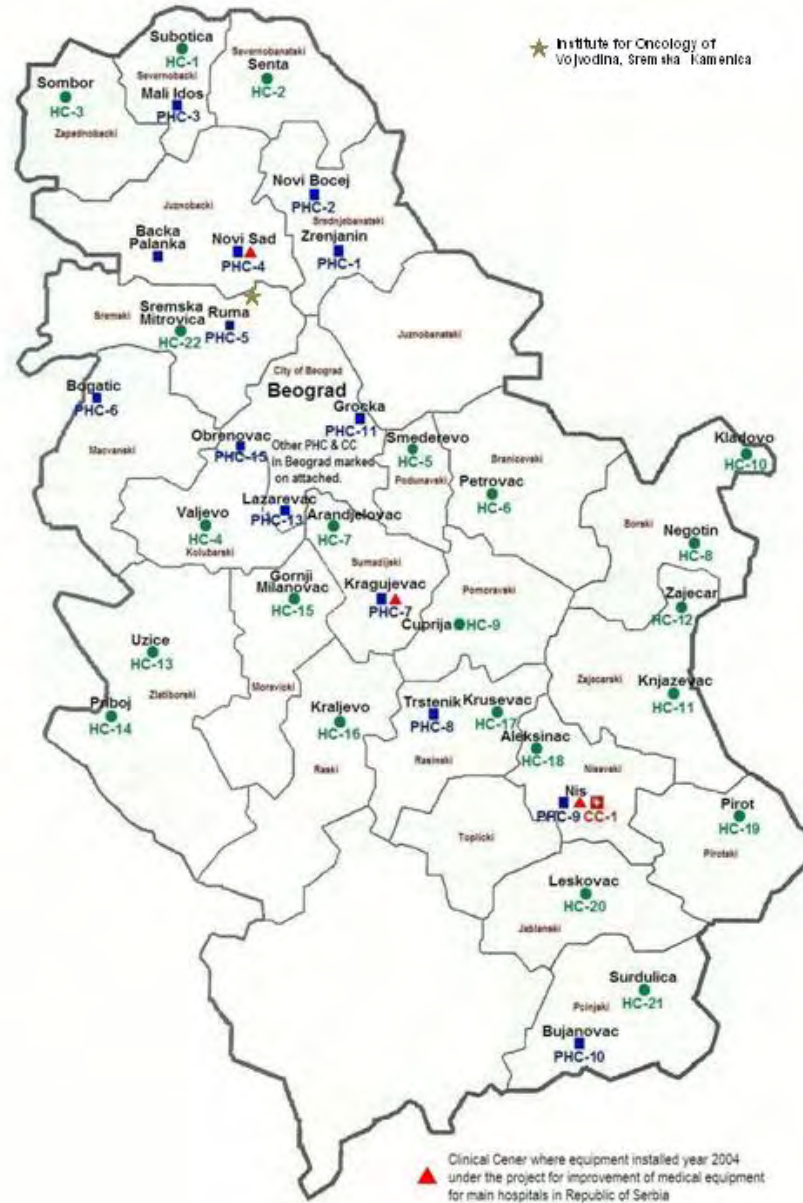 Institute for Oncology of
Vojvodina, Sremska Kamenica
Subotica
HC-1
Severnobacki
Severnobanatski
Senta
HC-2
Sombor
HC-3
Zapadnobacki
Mali Idos
PHC-3
Novi Bocej
PHC-2
Srednjebanatski
Zrenjanin
PHC-1
Juznobacki
Backa
Palanka
Novi Sad
PHC-4
Sremski
Sremska
Mitrovica
HC-22
Ruma
PHC-5
Juznobanatski
City of Beograd
Beograd
Grocka
PHC-11
Other PHC & CC
in Beograd marked
on attached.
Bogatic
PHC-6
Macvanski
Obrenovac
PHC-15
Lazarevac
PHC-13
Smederevo
HC-5
Podunavski
Branicevski
Petrovac
HC-6
Kladovo
HC-10
Borski
Negotin
HC-8
Zajecar
HC-12
Valjevo
HC-4
Kolubarski
Arandjelovac
HC-7
Sumadijski
Kragujevac
PHC-7
Gornji
Milanovac
HC-15
Pomoravski
Cuprija HC-9
Uzice
HC-13
Zlatiborski
Priboj
HC-14
Moravicki
Kraljevo
HC-16
Raski
Trstenik
PHC-8
Krusevac
HC-17
Rasinski
Zajecarski
Knjazevac
HC-11
Aleksinac
HC-18
Nisavski
Nis
PHC-9 CC-1
Pirot
HC-19
Pirotski
Toplicki
Leskovac
HC-20
Jablanski
Surdulica
HC-21
Pcinjski
Bujanovac
PHC-10
Clinical Cener where equipment installed year 2004
under the project for improvement of medical equipment
for main hospitals in Republic of Serbia